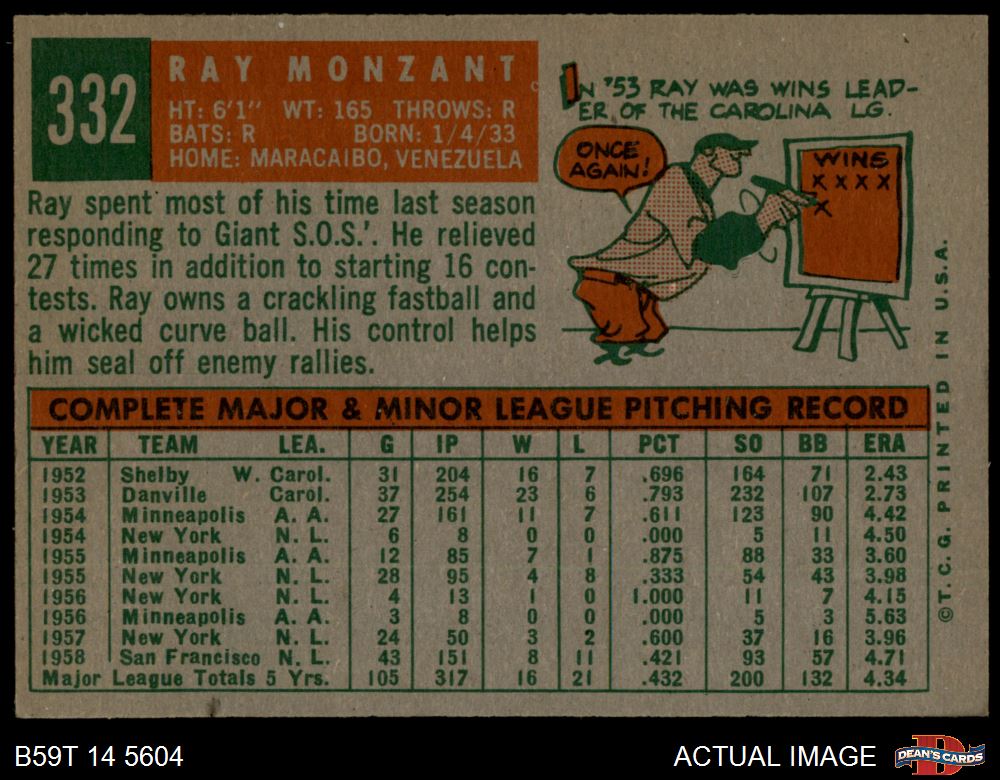 332
RAY MONZANT
HT: 6'1" WT: 165 THROWS: R
BATS: R BORN: 1/4/33
HOME: MARACAIBO, VENEZUELA
Ray spent most of his time last season
responding to Giant S.O.S.'. He relieved
27 times in addition to starting 16 con-
tests. Ray owns a crackling fastball and
a wicked curve ball. His control helps
him seal off enemy rallies.
IN '53 RAY WAS WINS LEAD-
ER OF THE CAROLINA LG.
ONCE
AGAIN!
WINS
X X X X
X
COMPLETE MAJOR & MINOR LEAGUE PITCHING RECORD
YEAR TEAM LEA. G IP W L PCT SO BB ERA
1952 Shelby W. Carol. 31 204 16 7 .696 164 71 2.43
1953 Danville Carol. 37 254 23 6 .793 232 107 2.73
1954 Minneapolis A. A. 27 161 11 7 .611 123 90 4.42
1954 New York N. L. 6 8 0 0 .000 5 11 4.50
1955 Minneapolis A. A. 12 85 7 1 .875 88 33 3.60
1955 New York N. L. 28 95 4 8 .333 54 43 3.98
1956 New York N. L. 4 13 1 0 1.000 11 7 4.15
1956 Minneapolis A. A. 3 8 0 0 .000 5 3 5.63
1957 New York N. L. 24 50 3 2 .600 37 16 3.96
1958 San Francisco N. L. 43 151 8 11 .421 93 57 4.71
Major League Totals 5 Yrs. 105 317 16 21 .432 200 132 4.34
©T.C.G. PRINTED IN U.S.A.
B59T 14 5604
ACTUAL IMAGE
DEAN'S CARDS